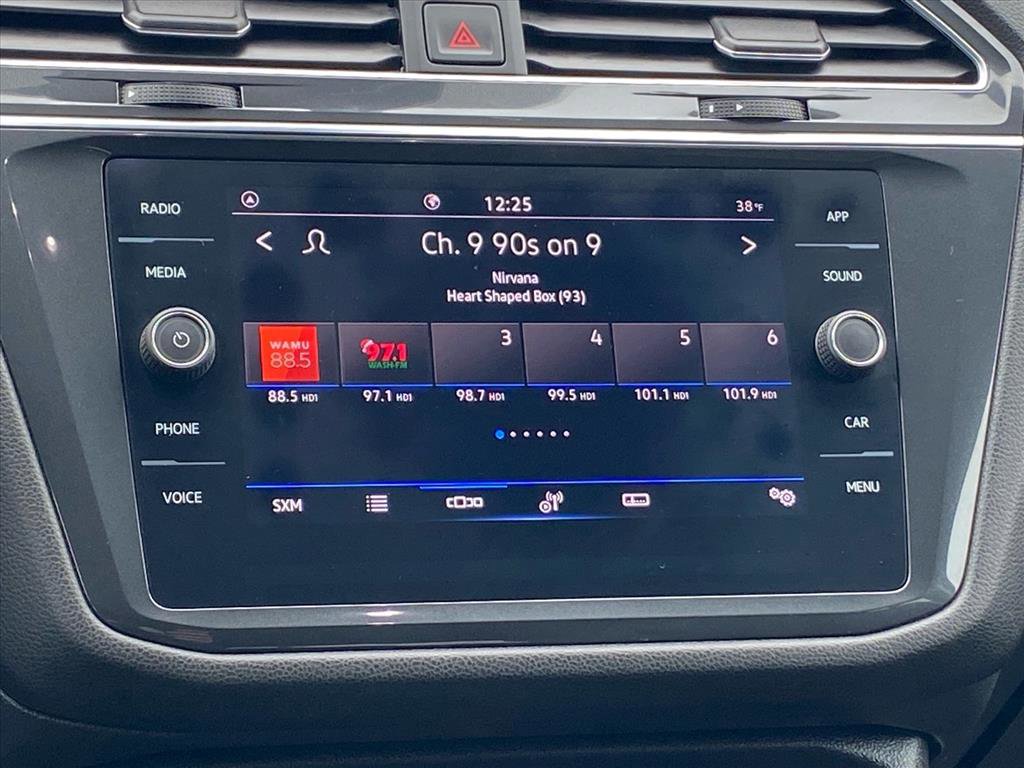 RADIO
MEDIA
PHONE
VOICE
12:25
38°F
Ch. 9 90s on 9
Nirvana
Heart Shaped Box (93)
WAMU
88.5
97.1
WASH-FM
3
4
5
6
88.5 HD1
97.1 HD1
98.7 HD1
99.5 HD1
101.1 HD1
101.9 HD1
SXM
APP
SOUND
CAR
MENU